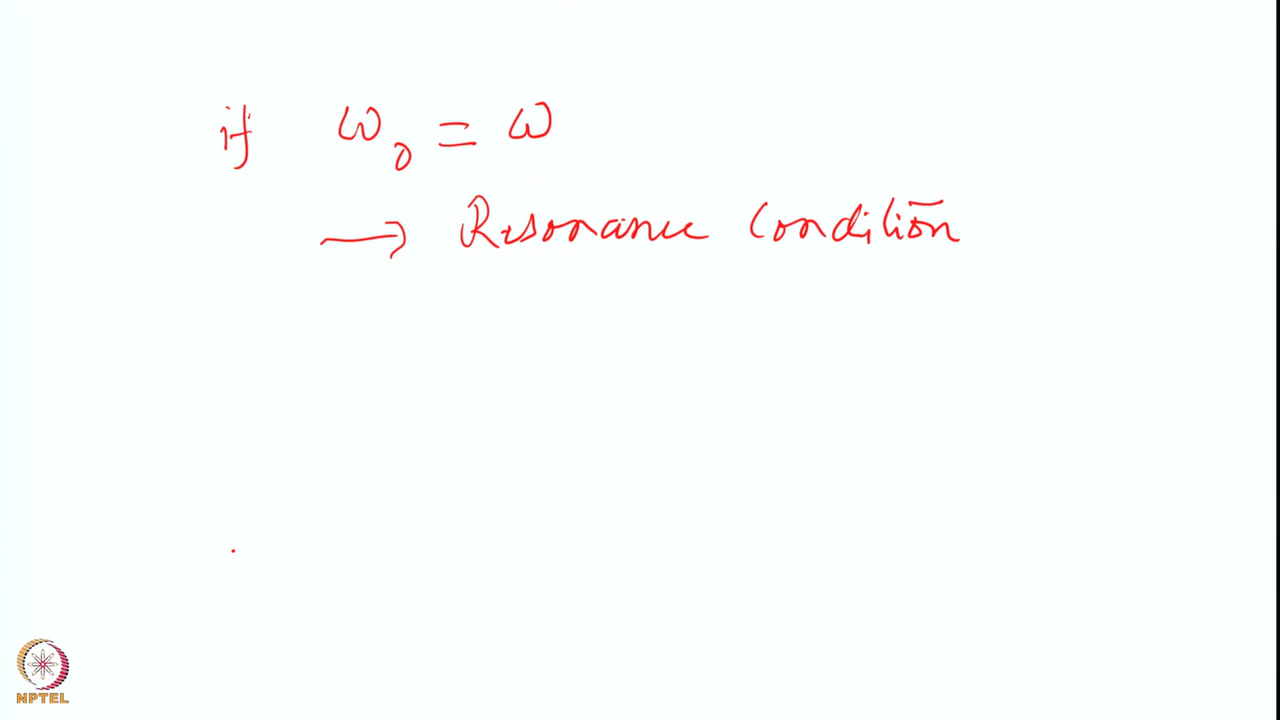 if ω₀ = ω
→ Resonance Condition
NPTEL